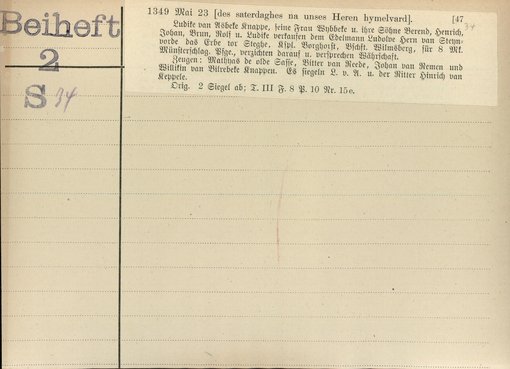 Beiheft
2
S 34
1349 Mai 23 [des saterdaghes na unses Heren hymelvard]. [47
34
Ludike van Asbeke Knappe, seine Frau Wybbeke u. ihre Söhne Berend, Henrich,
Johan, Brun, Rolf u. Ludike verkaufen dem Edelmann Ludolve Hern van Steyn-
vorde das Erbe tor Steghe, Kspl. Borghorst, Bschft. Wilmsberg, für 8 Mk.
Münsterschlag. Pfge., verzichten darauf u. versprechen Währschaft.
Zeugen: Mathyas de olde Sasse, Bitter van Reede, Johan van Remen und
Willikin van Bilrebeke Knappen. Es siegeln L. v. A. u. der Ritter Hinrich van
Keppele.
Orig. 2 Siegel ab; T. III F. 8 P. 10 Nr. 15e.